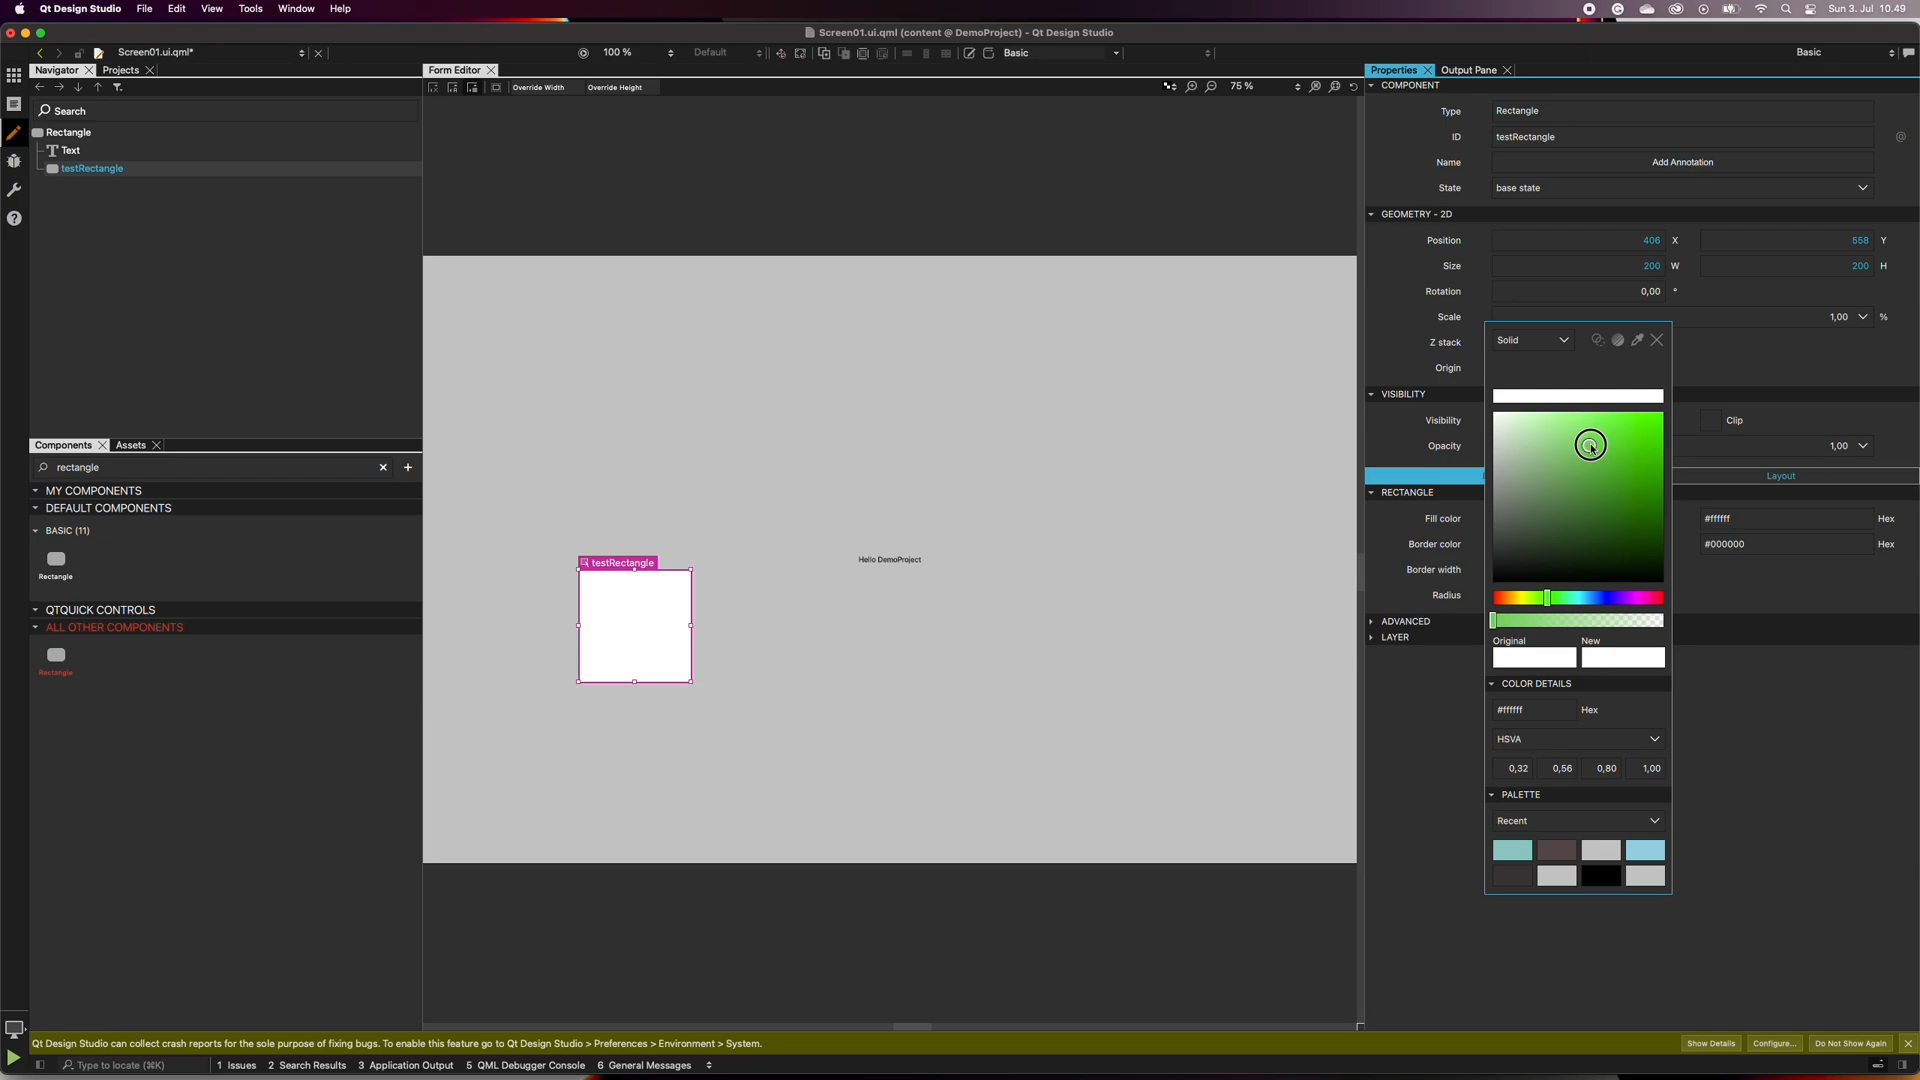 Qt Design Studio File Edit View Tools Window Help Sun 3. Jul 10.49
Screen01.ui.qml (content @ DemoProject) - Qt Design Studio
Screen01.ui.qml* 100 % Default Basic Basic
Navigator Projects Form Editor Properties Output Pane
Override Width Override Height 75 %
Search
Rectangle
Text
testRectangle
Components Assets
rectangle
MY COMPONENTS
DEFAULT COMPONENTS
BASIC (11)
Rectangle
QTQUICK CONTROLS
ALL OTHER COMPONENTS
Rectangle
testRectangle
Hello DemoProject
COMPONENT
Type Rectangle
ID testRectangle
Name Add Annotation
State base state
GEOMETRY - 2D
Position 406 X 558 Y
Size 200 W 200 H
Rotation 0,00 °
Scale 1,00 %
Z stack
Origin
VISIBILITY
Visibility Clip
Opacity 1,00
Layout
RECTANGLE
Fill color #ffffff Hex
Border color #000000 Hex
Border width
Radius
ADVANCED
LAYER
Solid
Original New
COLOR DETAILS
#ffffff Hex
HSVA
0,32 0,56 0,80 1,00
PALETTE
Recent
Qt Design Studio can collect crash reports for the sole purpose of fixing bugs. To enable this feature go to Qt Design Studio > Preferences > Environment > System. Show Details Configure... Do Not Show Again
Type to locate (⌘K) 1 Issues 2 Search Results 3 Application Output 5 QML Debugger Console 6 General Messages